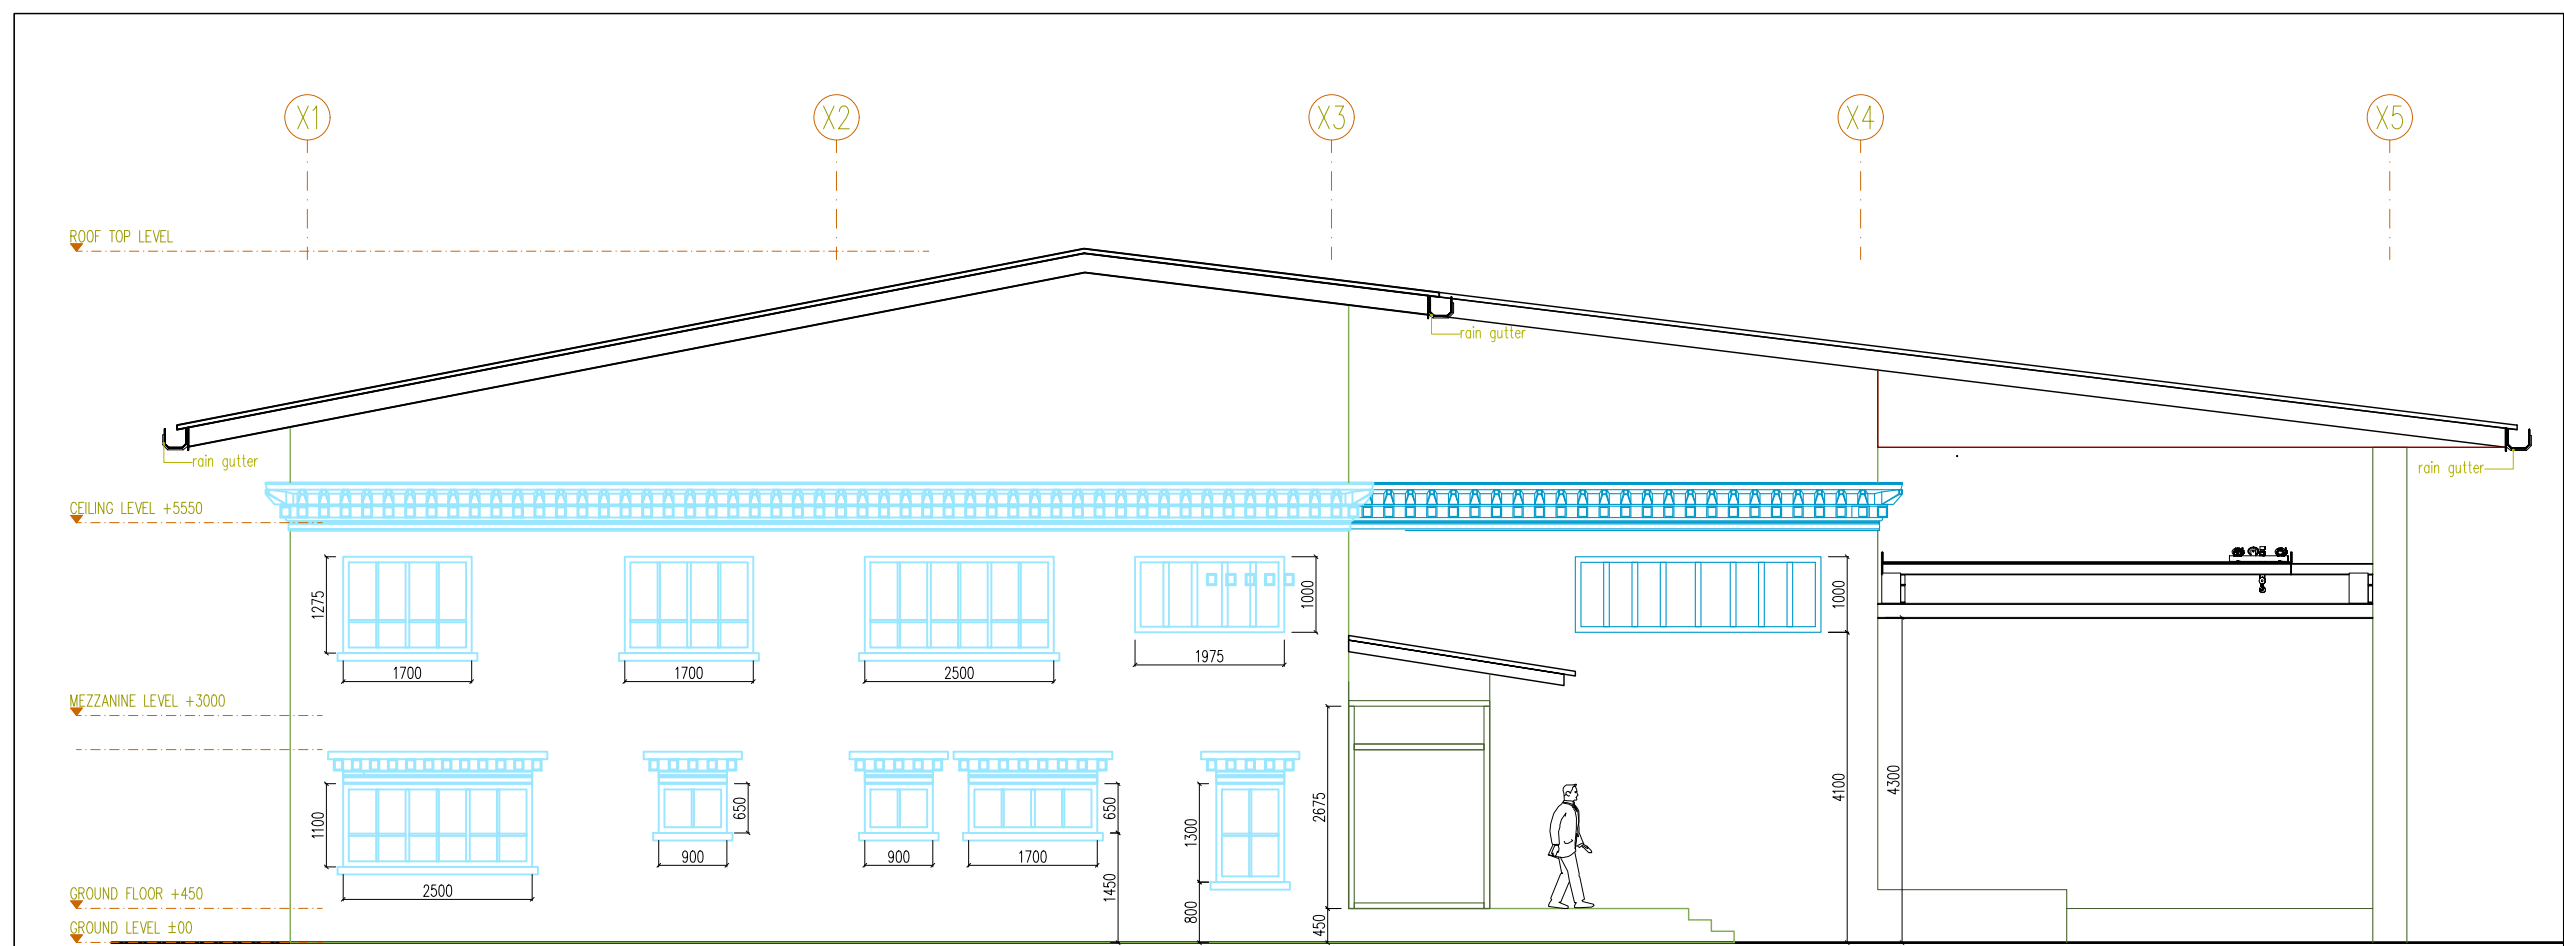 X1 X2 X3 X4 X5
ROOF TOP LEVEL
rain gutter
rain gutter
rain gutter
CEILING LEVEL +5550
1275
1000
1000
1975
1700
1700
2500
MEZZANINE LEVEL +3000
4300
4100
2675
650
650
1100
1300
900
900
1700
2500
1450
GROUND FLOOR +450
800
450
GROUND LEVEL ±00